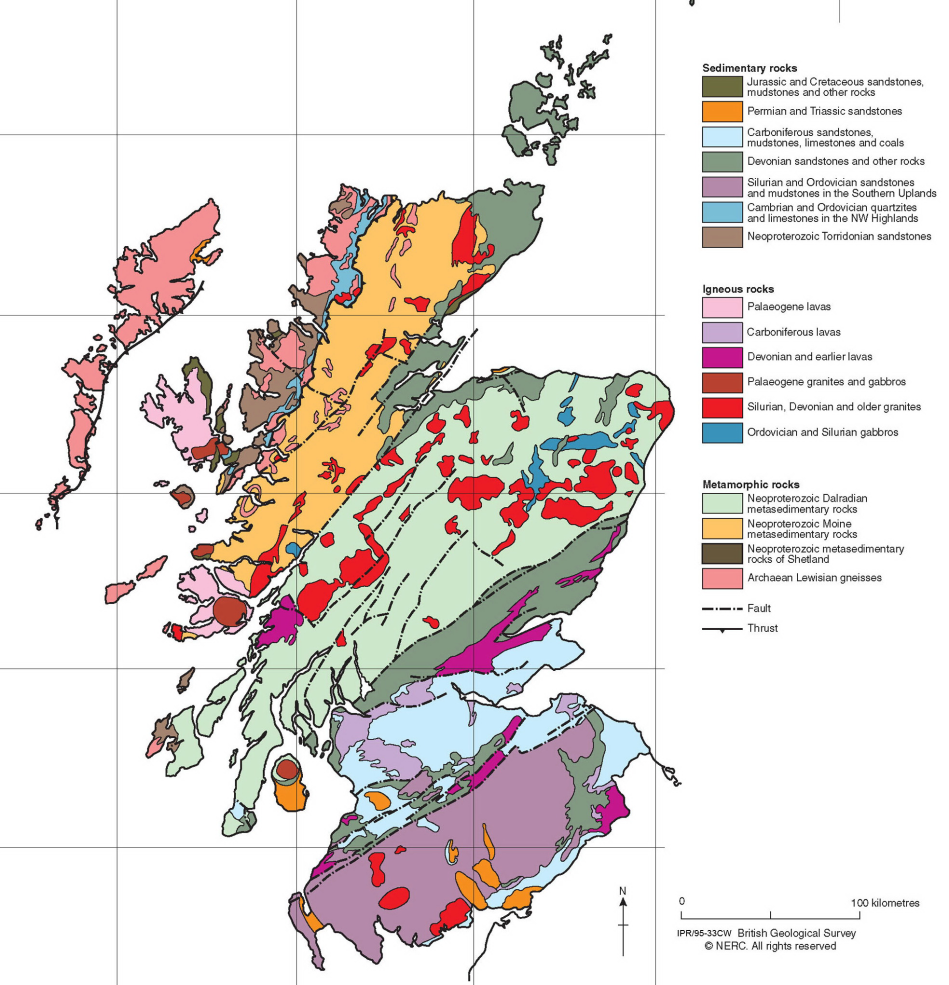 Sedimentary rocks
Jurassic and Cretaceous sandstones,
mudstones and other rocks
Permian and Triassic sandstones
Carboniferous sandstones,
mudstones, limestones and coals
Devonian sandstones and other rocks
Silurian and Ordovician sandstones
and mudstones in the Southern Uplands
Cambrian and Ordovician quartzites
and limestones in the NW Highlands
Neoproterozoic Torridonian sandstones
Igneous rocks
Palaeogene lavas
Carboniferous lavas
Devonian and earlier lavas
Palaeogene granites and gabbros
Silurian, Devonian and older granites
Ordovician and Silurian gabbros
Metamorphic rocks
Neoproterozoic Dalradian
metasedimentary rocks
Neoproterozoic Moine
metasedimentary rocks
Neoproterozoic metasedimentary
rocks of Shetland
Archaean Lewisian gneisses
Fault
Thrust
N
0 100 kilometres
IPR/95-33CW British Geological Survey
© NERC. All rights reserved